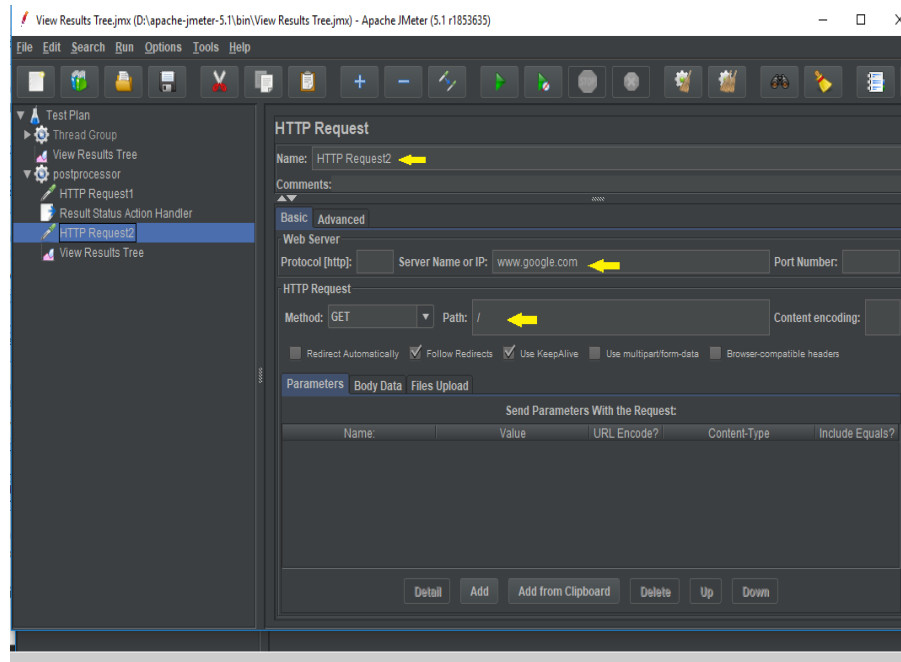 View Results Tree.jmx (D:\apache-jmeter-5.1\bin\View Results Tree.jmx) - Apache JMeter (5.1 r1853635)
File Edit Search Run Options Tools Help
Test Plan
Thread Group
View Results Tree
postprocessor
HTTP Request1
Result Status Action Handler
HTTP Request2
View Results Tree
HTTP Request
Name: HTTP Request2
Comments:
Basic Advanced
Web Server
Protocol [http]: Server Name or IP: www.google.com Port Number:
HTTP Request
Method: GET Path: / Content encoding:
Redirect Automatically Follow Redirects Use KeepAlive Use multipart/form-data Browser-compatible headers
Parameters Body Data Files Upload
Send Parameters With the Request:
Name: Value URL Encode? Content-Type Include Equals?
Detail Add Add from Clipboard Delete Up Down